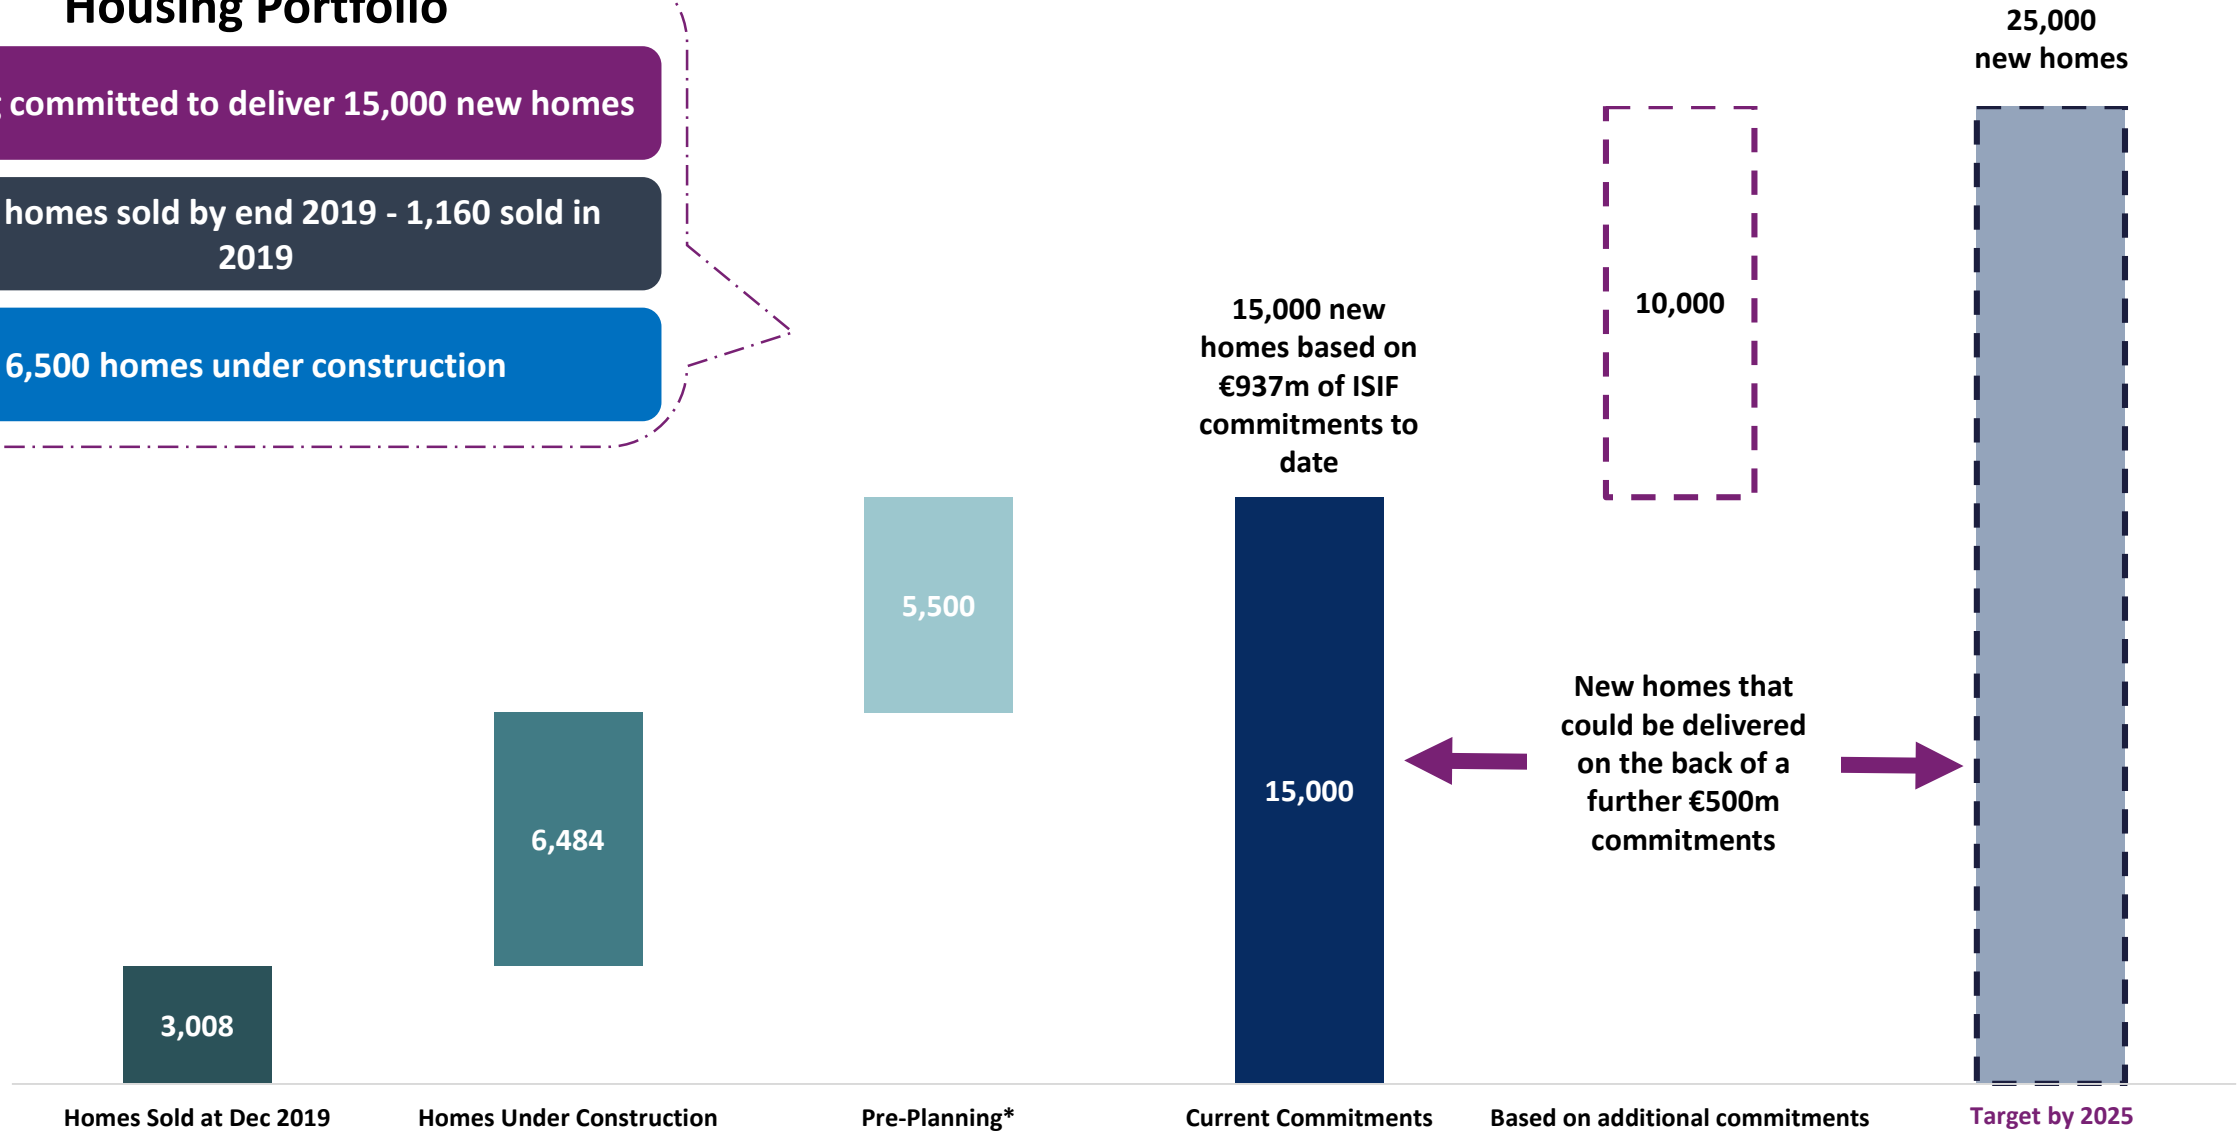 Housing Portfolio
committed to deliver 15,000 new homes
homes sold by end 2019 - 1,160 sold in
2019
6,500 homes under construction
25,000
new homes
10,000
15,000 new
homes based on
€937m of ISIF
commitments to
date
5,500
New homes that
could be delivered
on the back of a
further €500m
commitments
15,000
6,484
3,008
Homes Sold at Dec 2019
Homes Under Construction
Pre-Planning*
Current Commitments
Based on additional commitments
Target by 2025